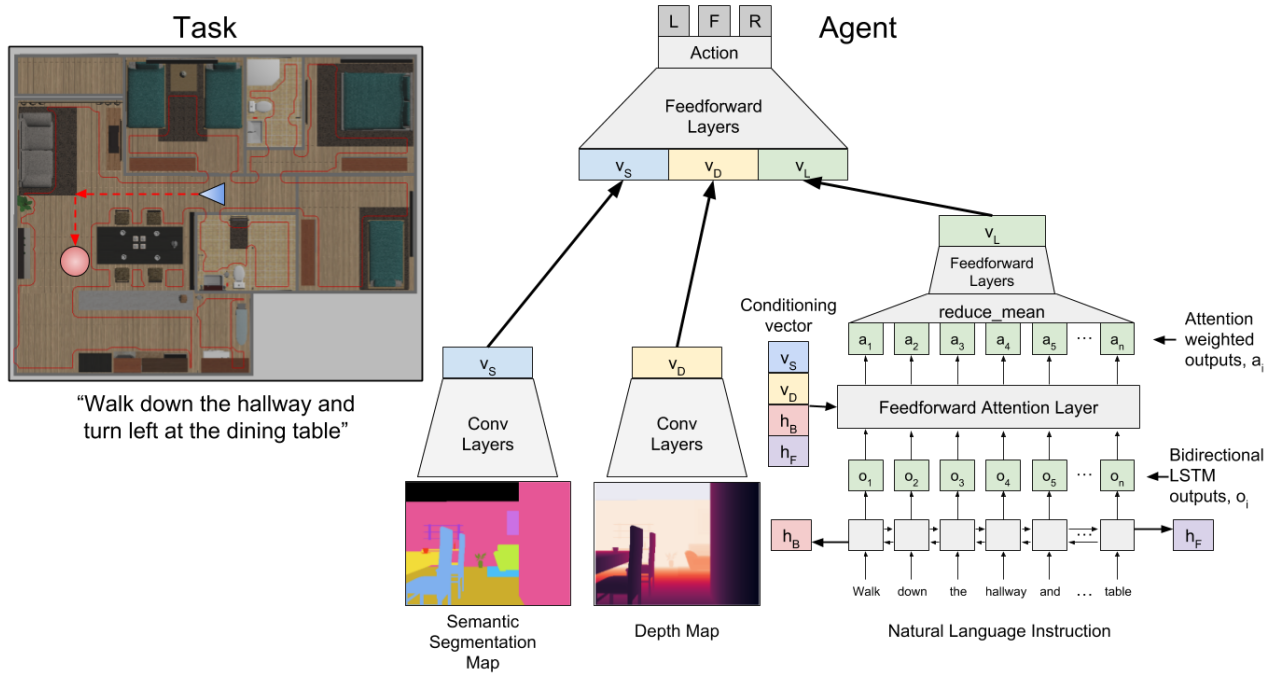 Task
“Walk down the hallway and
turn left at the dining table”
Agent
L F R
Action
Feedforward
Layers
v_S v_D v_L
v_S
Conv
Layers
Semantic
Segmentation
Map
v_D
Conv
Layers
Depth Map
v_L
Feedforward
Layers
reduce_mean
a_1 a_2 a_3 a_4 a_5 ... a_n
Attention
weighted
outputs, a_i
Conditioning
vector
v_S
v_D
h_B
h_F
Feedforward Attention Layer
o_1 o_2 o_3 o_4 o_5 ... o_n
Bidirectional
LSTM
outputs, o_i
h_B
...
h_F
Walk down the hallway and ... table
Natural Language Instruction